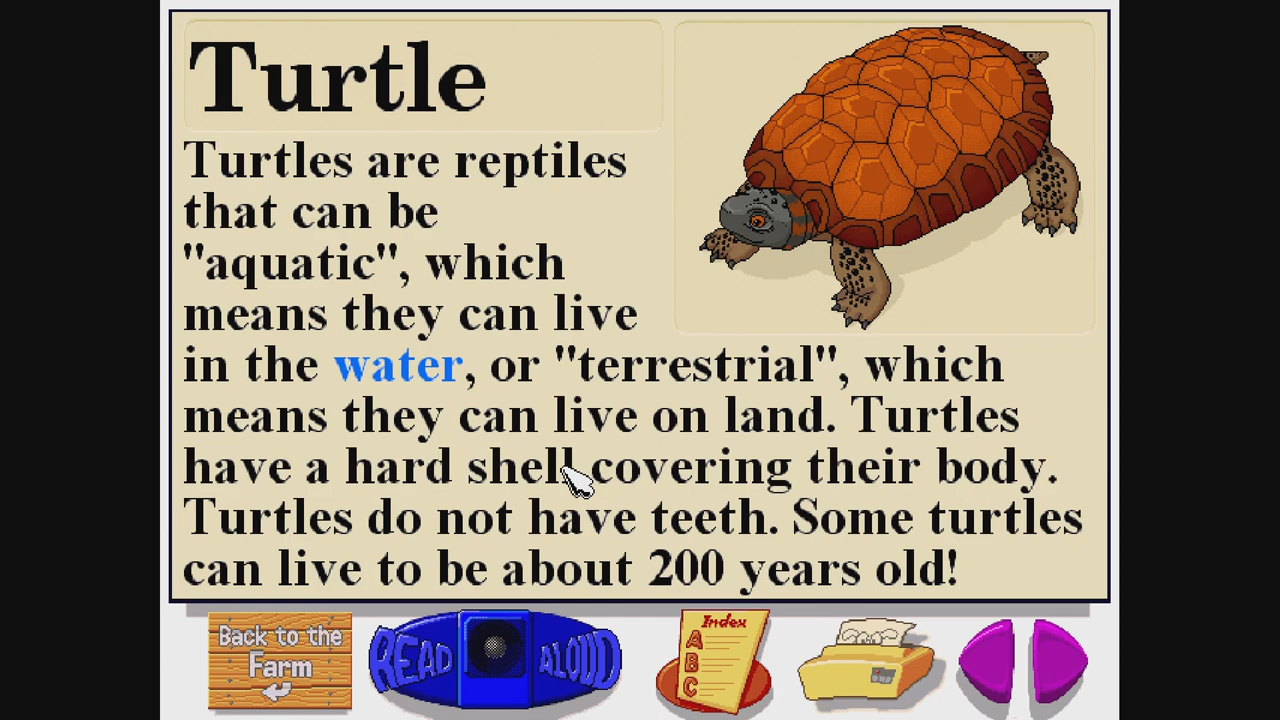 Turtle
Turtles are reptiles
that can be
"aquatic", which
means they can live
in the water, or "terrestrial", which
means they can live on land. Turtles
have a hard shell covering their body.
Turtles do not have teeth. Some turtles
can live to be about 200 years old!
Back to the
Farm
READ ALOUD
Index
A
B
C